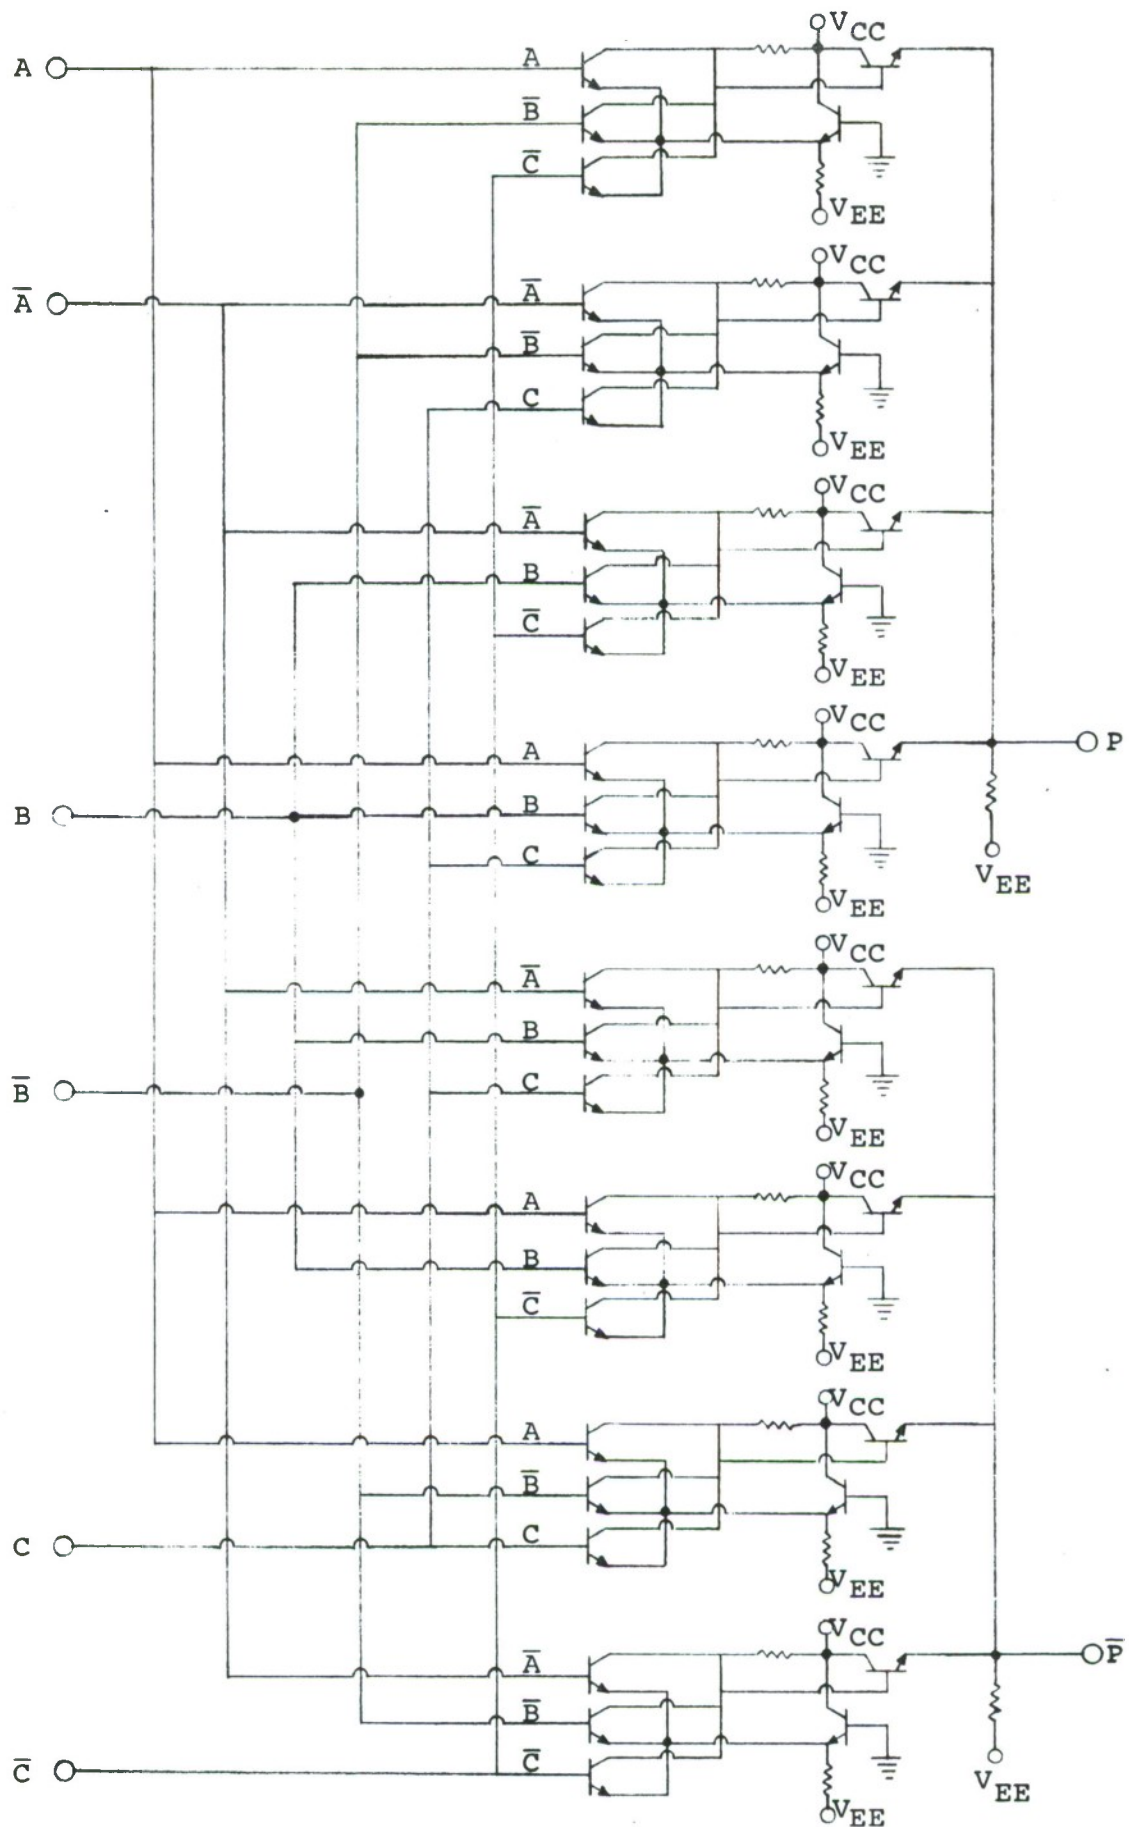 V_CC
A A
B̅
C̅
V_EE
V_CC
A̅ A̅
B̅
C
V_EE
V_CC
A̅
B
C̅
V_EE
V_CC
A P
B B
C
V_EE V_EE
V_CC
A̅
B
B̅ C
V_EE
V_CC
A
B
C̅
V_EE
V_CC
A
B̅
C C
V_EE
V_CC
A̅ P̅
B̅
C̅ C̅
V_EE V_EE